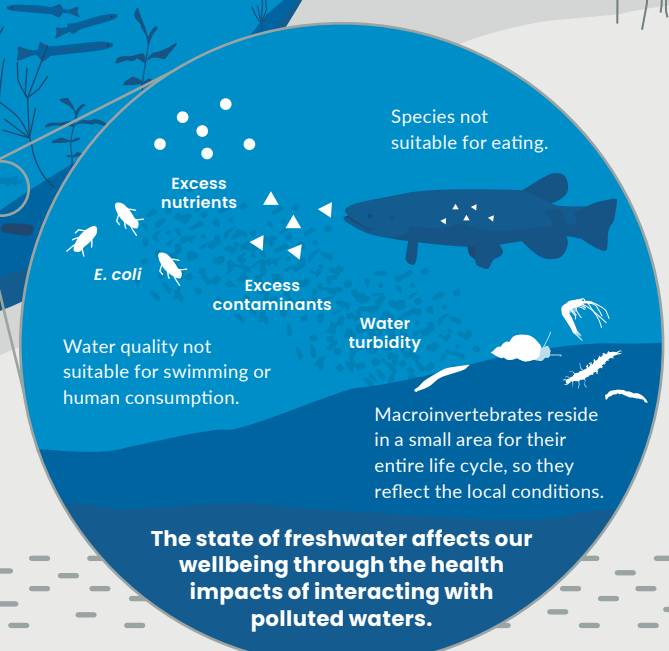 Species not
suitable for eating.
Excess
nutrients
E. coli
Excess
contaminants
Water
turbidity
Water quality not
suitable for swimming or
human consumption.
Macroinvertebrates reside
in a small area for their
entire life cycle, so they
reflect the local conditions.
The state of freshwater affects our
wellbeing through the health
impacts of interacting with
polluted waters.